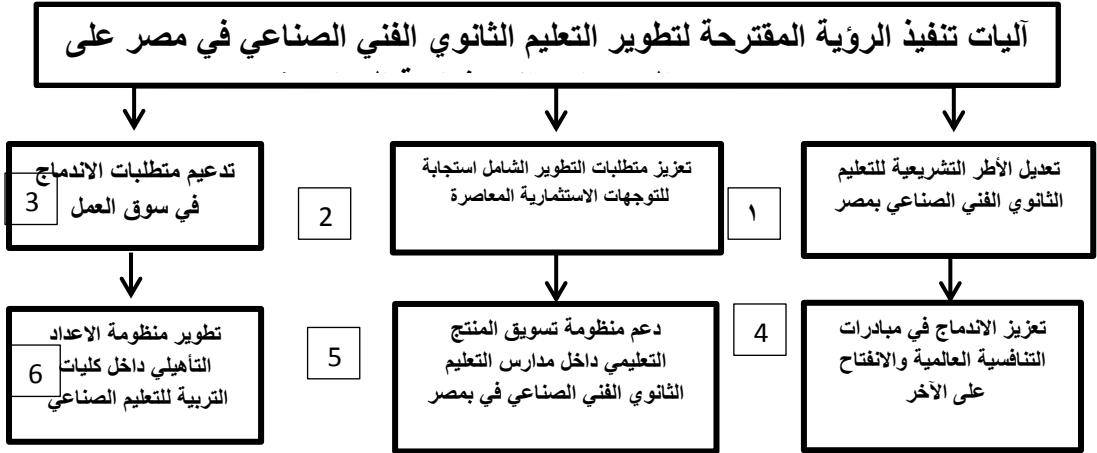 آليات تنفيذ الرؤية المقترحة لتطوير التعليم الثانوي الفني الصناعي في مصر على
تعديل الأطر التشريعية للتعليم
الثانوي الفني الصناعي بمصر
١
تعزيز متطلبات التطوير الشامل استجابة
للتوجهات الاستثمارية المعاصرة
2
تدعيم متطلبات الاندماج
في سوق العمل
3
تعزيز الاندماج في مبادرات
التنافسية العالمية والانفتاح
على الآخر
4
دعم منظومة تسويق المنتج
التعليمي داخل مدارس التعليم
الثانوي الفني الصناعي في بمصر
5
تطوير منظومة الاعداد
التأهيلي داخل كليات
التربية للتعليم الصناعي
6